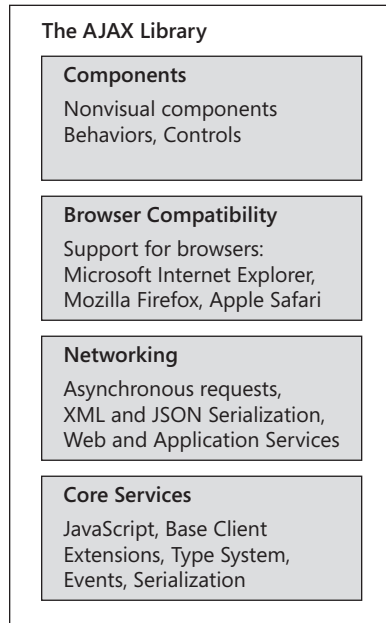 The AJAX Library
Components
Nonvisual components
Behaviors, Controls
Browser Compatibility
Support for browsers:
Microsoft Internet Explorer,
Mozilla Firefox, Apple Safari
Networking
Asynchronous requests,
XML and JSON Serialization,
Web and Application Services
Core Services
JavaScript, Base Client
Extensions, Type System,
Events, Serialization